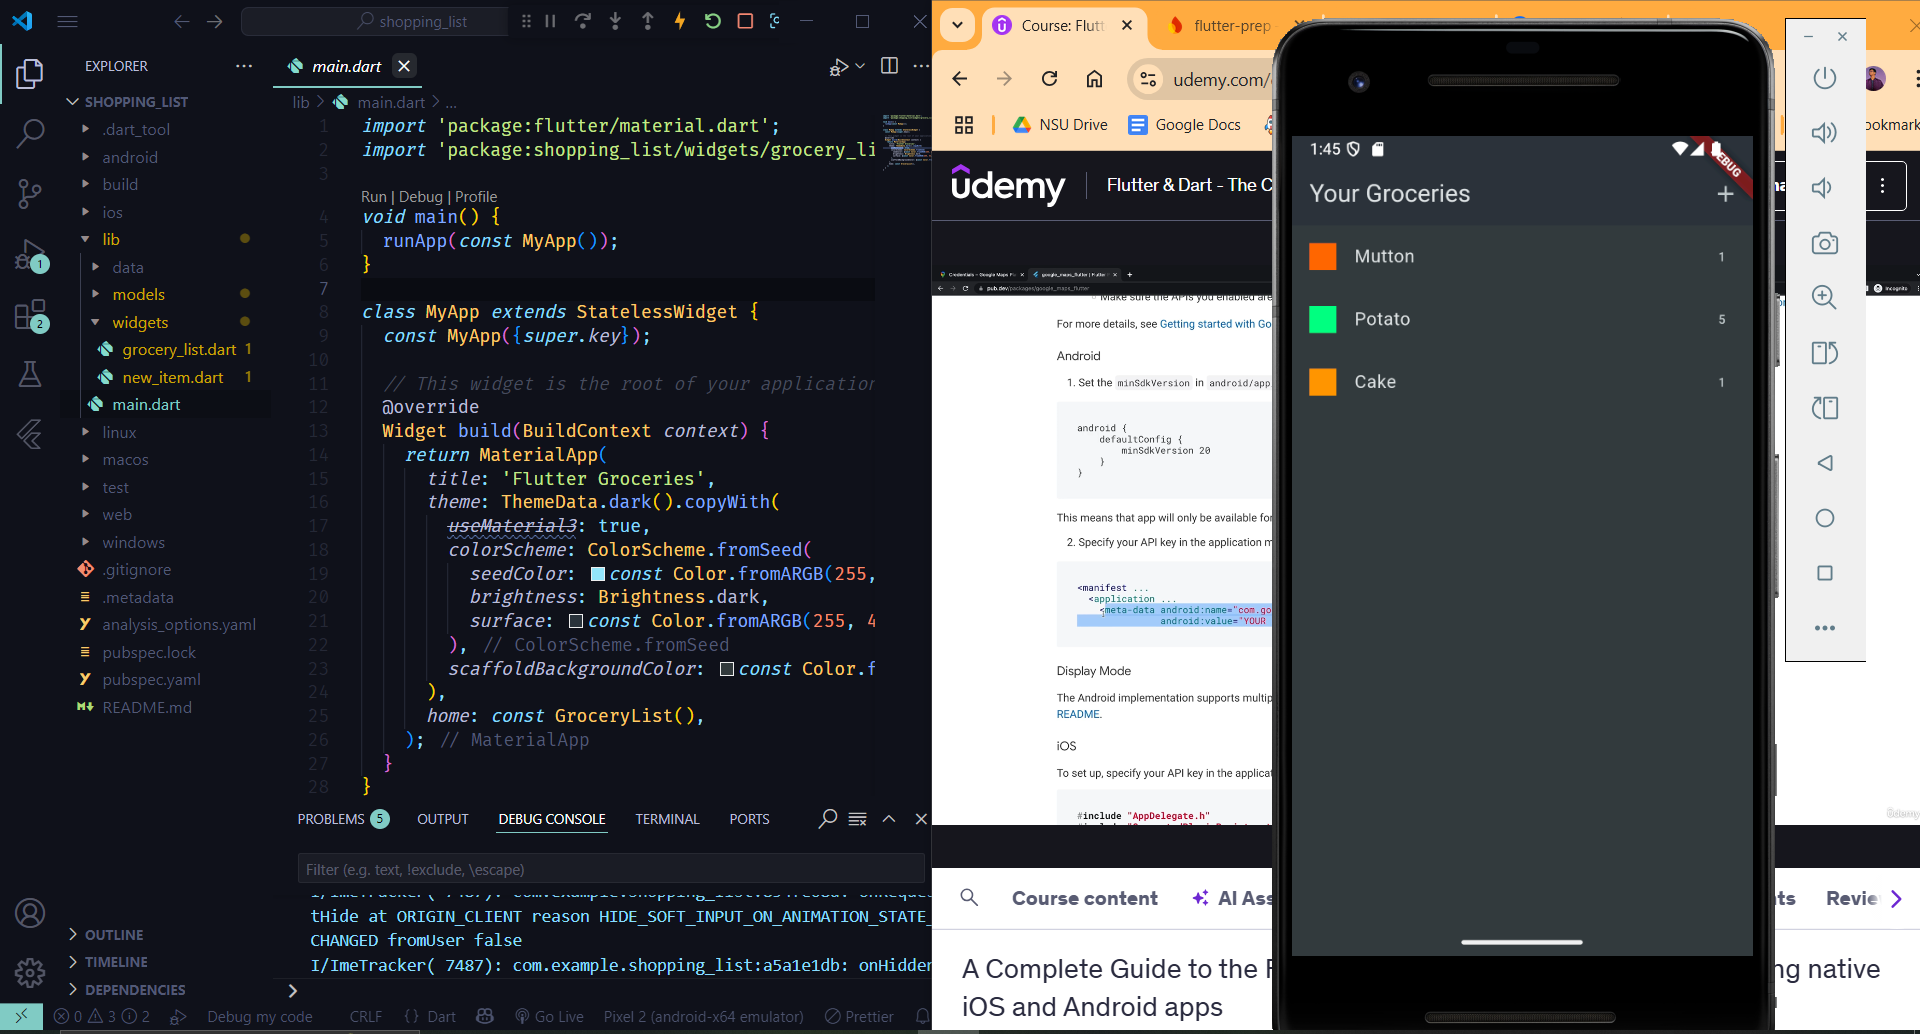 shopping_list
EXPLORER
SHOPPING_LIST
.dart_tool
android
build
ios
lib
data
models
widgets
grocery_list.dart 1
new_item.dart 1
main.dart
linux
macos
test
web
windows
.gitignore
.metadata
analysis_options.yaml
pubspec.lock
pubspec.yaml
README.md
OUTLINE
TIMELINE
DEPENDENCIES
1
2
main.dart
lib > main.dart > ...
1 import 'package:flutter/material.dart';
2 import 'package:shopping_list/widgets/grocery_li
3
Run | Debug | Profile
4 void main() {
5 runApp(const MyApp());
6 }
7
8 class MyApp extends StatelessWidget {
9 const MyApp({super.key});
10
11 // This widget is the root of your application
12 @override
13 Widget build(BuildContext context) {
14 return MaterialApp(
15 title: 'Flutter Groceries',
16 theme: ThemeData.dark().copyWith(
17 useMaterial3: true,
18 colorScheme: ColorScheme.fromSeed(
19 seedColor: const Color.fromARGB(255,
20 brightness: Brightness.dark,
21 surface: const Color.fromARGB(255, 4
22 ), // ColorScheme.fromSeed
23 scaffoldBackgroundColor: const Color.f
24 ),
25 home: const GroceryList(),
26 ); // MaterialApp
27 }
28 }
PROBLEMS 5 OUTPUT DEBUG CONSOLE TERMINAL PORTS
Filter (e.g. text, !exclude, \escape)
tHide at ORIGIN_CLIENT reason HIDE_SOFT_INPUT_ON_ANIMATION_STATE_
CHANGED fromUser false
I/ImeTracker( 7487): com.example.shopping_list:a5a1e1db: onHidden
0 3 2 Debug my code CRLF {} Dart Go Live Pixel 2 (android-x64 emulator) Prettier
Course: Flutt
flutter-prep
udemy.com/
NSU Drive
Google Docs
ookmark
udemy
Flutter & Dart - The C
Credentials – Google Maps
google_maps_flutter | Flutter
pub.dev/packages/google_maps_flutter
Incognito
Make sure the APIs you enabled are
For more details, see Getting started with Go
Android
1. Set the minSdkVersion in android/app
android {
defaultConfig {
minSdkVersion 20
}
}
This means that app will only be available for
2. Specify your API key in the application m
<manifest ...
<application ...
<meta-data android:name="com.go
android:value="YOUR
Display Mode
The Android implementation supports multip
README.
iOS
To set up, specify your API key in the applicat
#include "AppDelegate.h"
ûdemy
Course content
AI Ass
nts
Revie
A Complete Guide to the F
ng native
iOS and Android apps
1:45
DEBUG
Your Groceries
Mutton 1
Potato 5
Cake 1